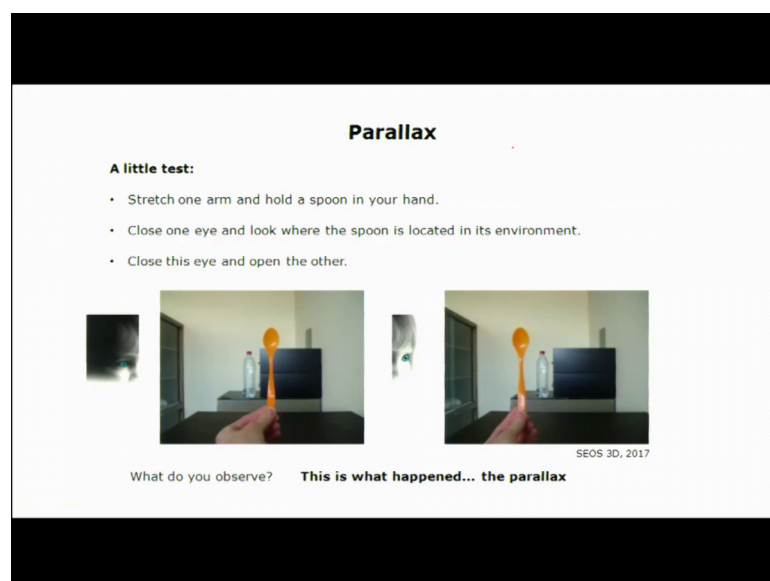 Parallax
A little test:
• Stretch one arm and hold a spoon in your hand.
• Close one eye and look where the spoon is located in its environment.
• Close this eye and open the other.
SEOS 3D, 2017
What do you observe? This is what happened... the parallax